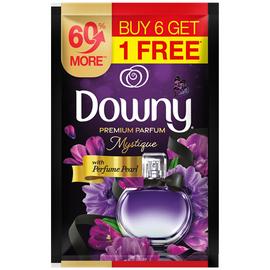 60%
MORE**
BUY 6 GET
1 FREE*
Downy
PREMIUM PARFUM
Mystique
with
Perfume Pearl